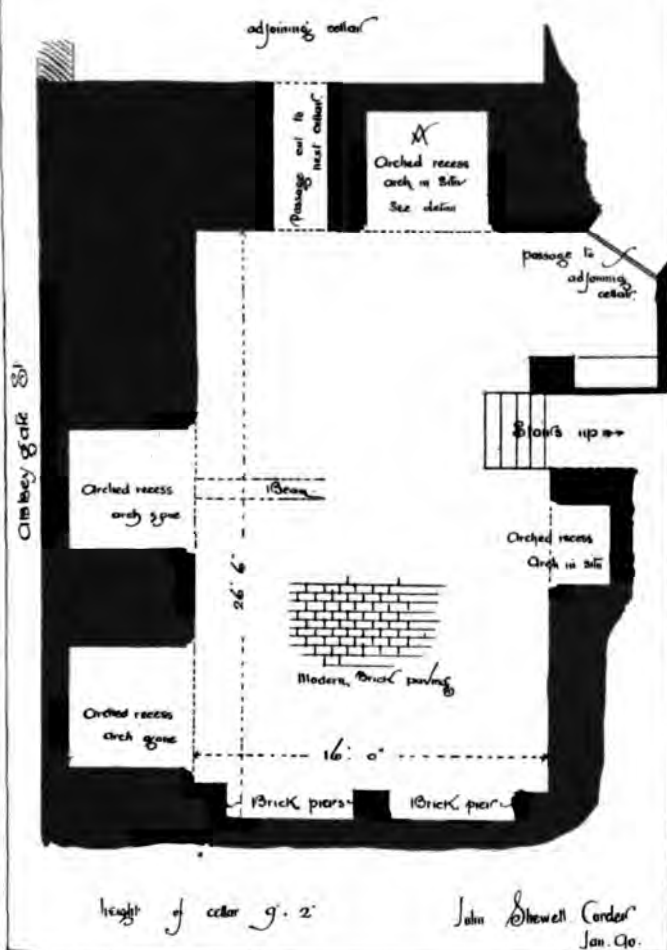 adjoining cellar
Passage cut to
next cellar.
A
Arched recess
arch in situ
See detail
passage to
adjoining
cellar.
Abbey gate St
Stairs up
Arched recess
arch gone
Beam
26' 6"
Arched recess
Arch in situ
Modern Brick paving
Arched recess
arch gone
16' 0"
Brick piers
Brick pier
height of cellar 9' 2"
John Shewell Corder
Jan. 90.